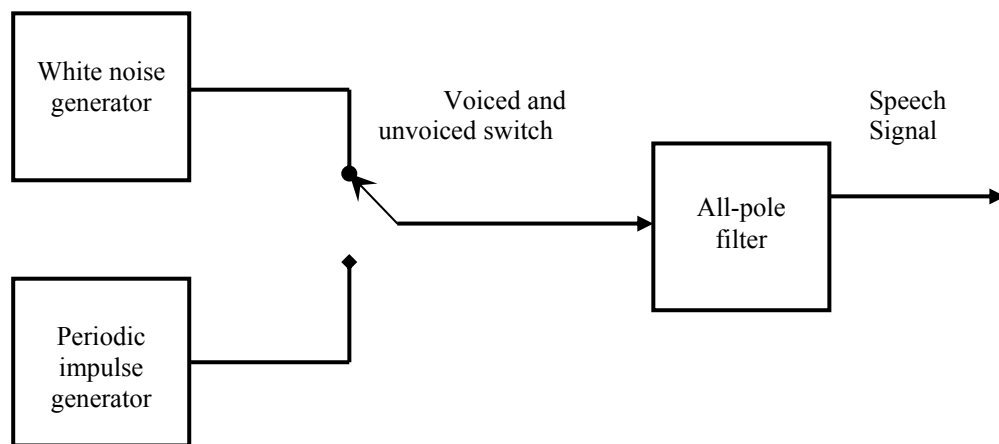 White noise
generator
Voiced and
unvoiced switch
Speech
Signal
All-pole
filter
Periodic
impulse
generator